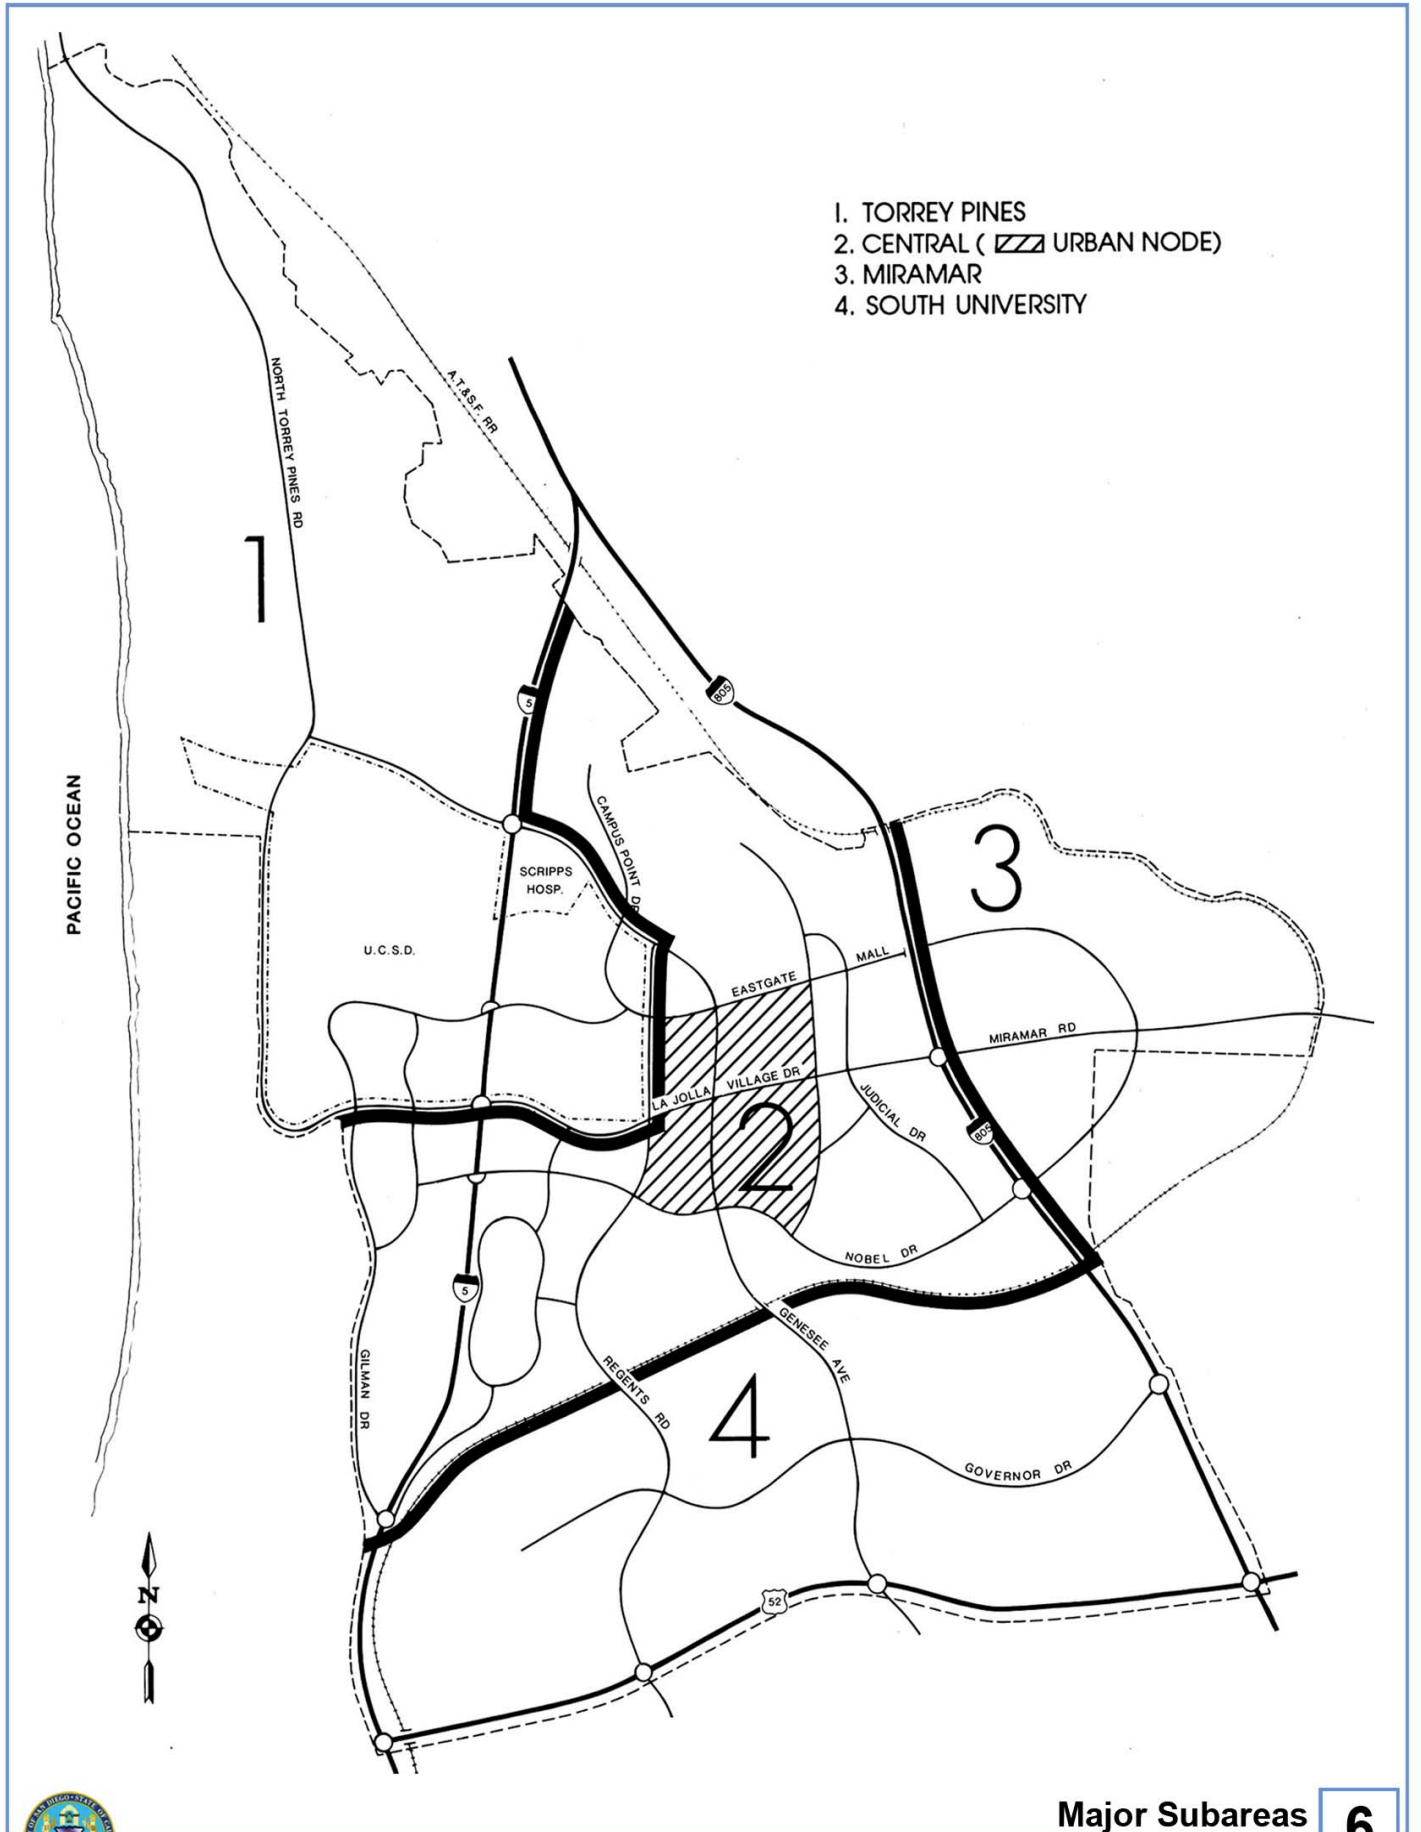 1. TORREY PINES
2. CENTRAL ( URBAN NODE)
3. MIRAMAR
4. SOUTH UNIVERSITY
A.T.&S.F. RR
NORTH TORREY PINES RD
1
805
5
PACIFIC OCEAN
CAMPUS POINT DR
3
SCRIPPS
HOSP.
U.C.S.D.
EASTGATE MALL
MIRAMAR RD
LA JOLLA VILLAGE DR
JUDICIAL DR
2
805
NOBEL DR
5
GENESEE AVE
GILMAN DR
REGENTS RD
4
GOVERNOR DR
N
52
Major Subareas
6